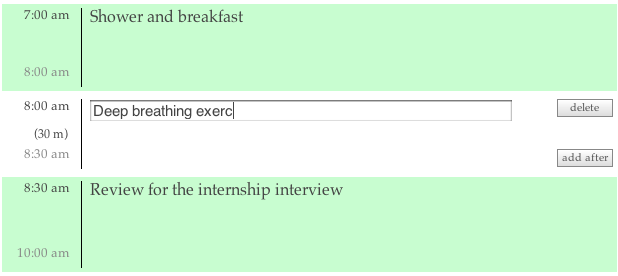 7:00 am Shower and breakfast
8:00 am
8:00 am Deep breathing exerc delete
(30 m)
8:30 am add after
8:30 am Review for the internship interview
10:00 am